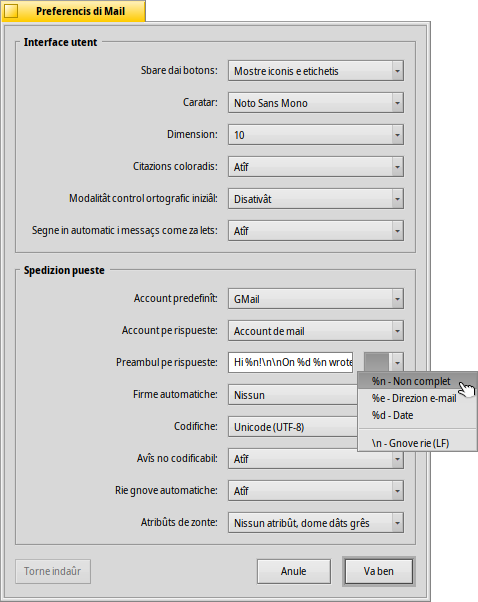 Preferencis di Mail
Interface utent
Sbare dai botons: Mostre iconis e etichetis
Caratar: Noto Sans Mono
Dimension: 10
Citazions coloradis: Atîf
Modalitât control ortografic iniziâl: Disativât
Segne in automatic i messaçs come za lets: Atîf
Spedizion pueste
Account predefinît: GMail
Account pe rispueste: Account de mail
Preambul pe rispueste: Hi %n!\n\nOn %d %n wrote
%n - Non complet
%e - Direzion e-mail
%d - Date
\n - Gnove rie (LF)
Firme automatiche: Nissun
Codifiche: Unicode (UTF-8)
Avîs no codificabil: Atîf
Rie gnove automatiche: Atîf
Atribûts de zonte: Nissun atribût, dome dâts grês
Torne indaûr Anule Va ben